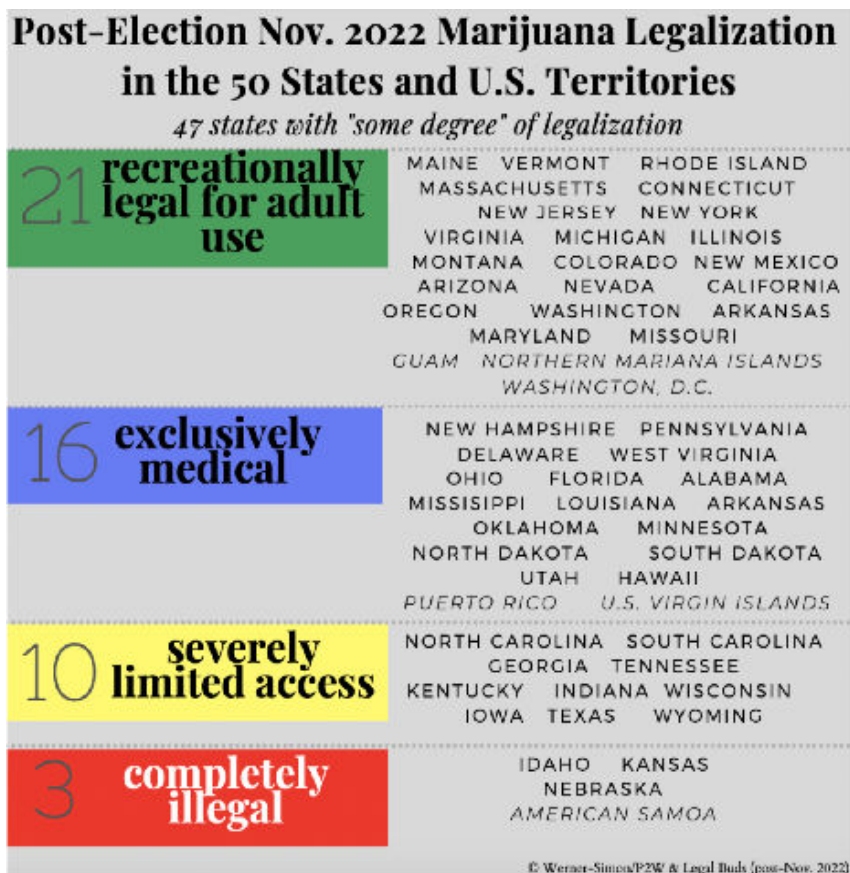 Post-Election Nov. 2022 Marijuana Legalization
in the 50 States and U.S. Territories
47 states with "some degree" of legalization
21 recreationally
legal for adult
use
MAINE VERMONT RHODE ISLAND
MASSACHUSETTS CONNECTICUT
NEW JERSEY NEW YORK
VIRGINIA MICHIGAN ILLINOIS
MONTANA COLORADO NEW MEXICO
ARIZONA NEVADA CALIFORNIA
OREGON WASHINGTON ARKANSAS
MARYLAND MISSOURI
GUAM NORTHERN MARIANA ISLANDS
WASHINGTON, D.C.
16 exclusively
medical
NEW HAMPSHIRE PENNSYLVANIA
DELAWARE WEST VIRGINIA
OHIO FLORIDA ALABAMA
MISSISIPPI LOUISIANA ARKANSAS
OKLAHOMA MINNESOTA
NORTH DAKOTA SOUTH DAKOTA
UTAH HAWAII
PUERTO RICO U.S. VIRGIN ISLANDS
10 severely
limited access
NORTH CAROLINA SOUTH CAROLINA
GEORGIA TENNESSEE
KENTUCKY INDIANA WISCONSIN
IOWA TEXAS WYOMING
3 completely
illegal
IDAHO KANSAS
NEBRASKA
AMERICAN SAMOA
© Werner-Simon/P2W & Legal Buds (post-Nov. 2022)